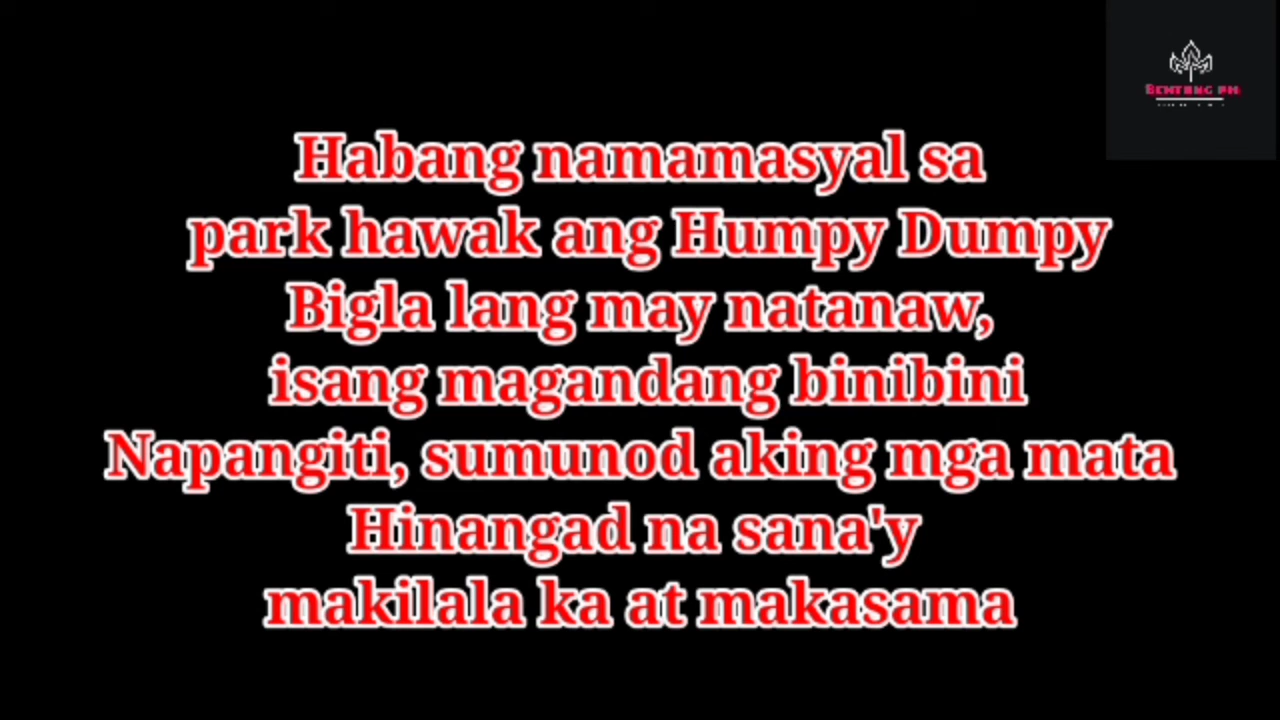 Habang namamasyal sa
park hawak ang Humpy Dumpy
Bigla lang may natanaw,
isang magandang binibini
Napangiti, sumunod aking mga mata
Hinangad na sana'y
makilala ka at makasama